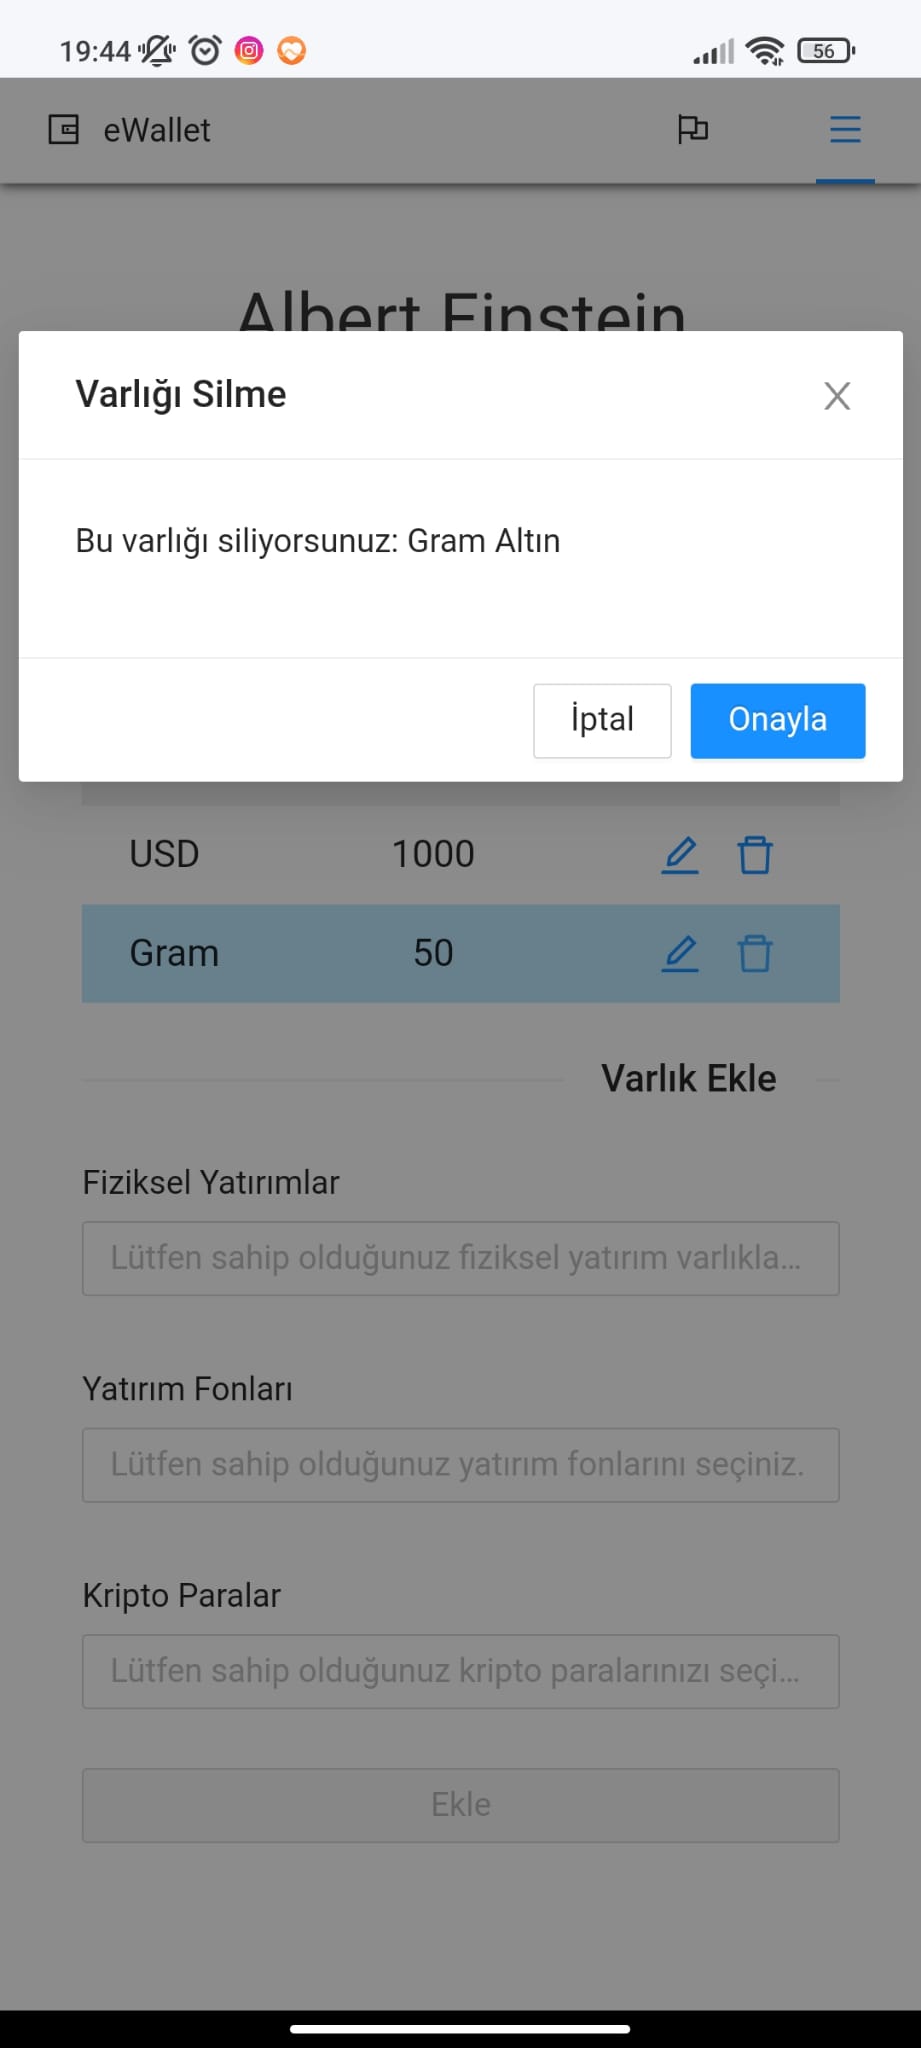 19:44
56
eWallet
Albert Einstein
Varlığı Silme
Bu varlığı siliyorsunuz: Gram Altın
İptal
Onayla
USD 1000
Gram 50
Varlık Ekle
Fiziksel Yatırımlar
Lütfen sahip olduğunuz fiziksel yatırım varlıkla...
Yatırım Fonları
Lütfen sahip olduğunuz yatırım fonlarını seçiniz.
Kripto Paralar
Lütfen sahip olduğunuz kripto paralarınızı seçi...
Ekle